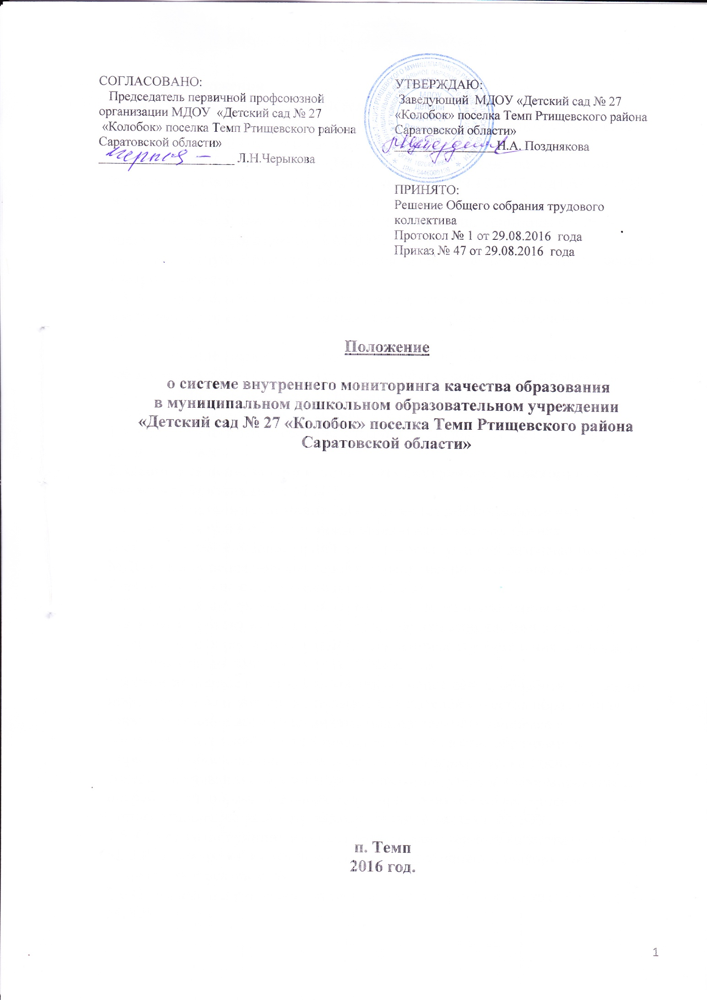 СОГЛАСОВАНО:
Председатель первичной профсоюзной
организации МДОУ «Детский сад № 27
«Колобок» поселка Темп Ртищевского района
Саратовской области»
Л.Н.Черыкова
УТВЕРЖДАЮ:
Заведующий МДОУ «Детский сад № 27
«Колобок» поселка Темп Ртищевского района
Саратовской области»
Н.А. Позднякова
ПРИНЯТО:
Решение Общего собрания трудового
коллектива
Протокол № 1 от 29.08.2016 года
Приказ № 47 от 29.08.2016 года
Положение
о системе внутреннего мониторинга качества образования
в муниципальном дошкольном образовательном учреждении
«Детский сад № 27 «Колобок» поселка Темп Ртищевского района
Саратовской области»
п. Темп
2016 год.
1